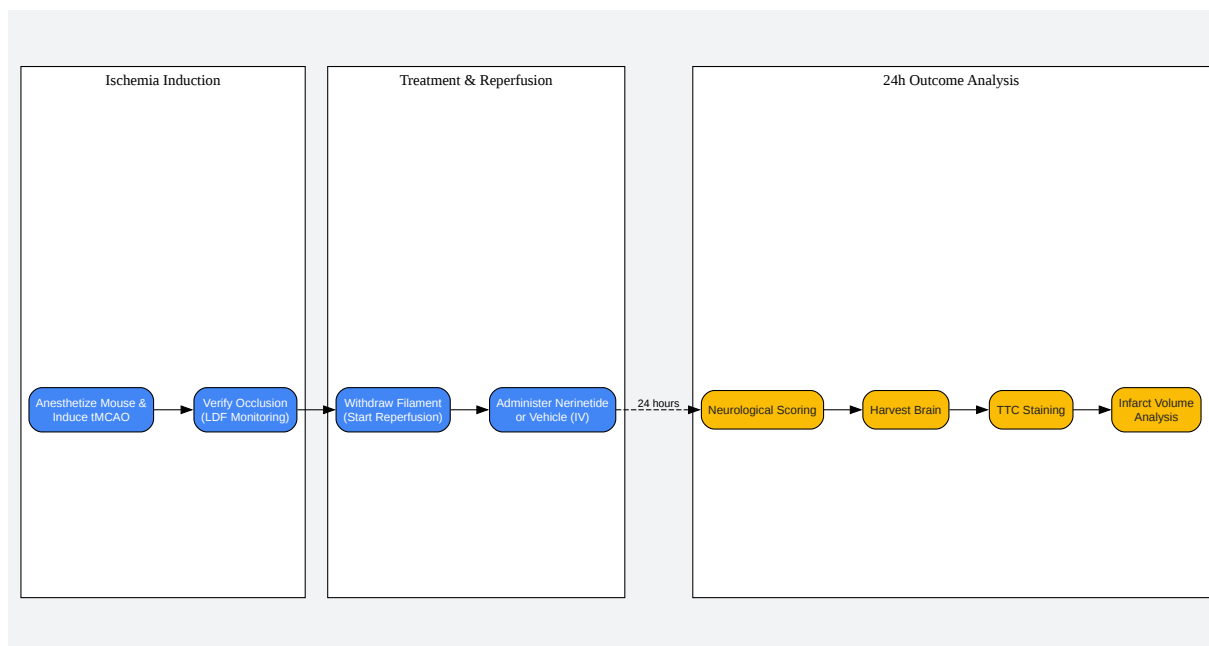 Ischemia Induction
Treatment & Reperfusion
24h Outcome Analysis
Anesthetize Mouse &
Induce tMCAO
Verify Occlusion
(LDF Monitoring)
Withdraw Filament
(Start Reperfusion)
Administer Nerinetide
or Vehicle (IV)
24 hours
Neurological Scoring
Harvest Brain
TTC Staining
Infarct Volume
Analysis